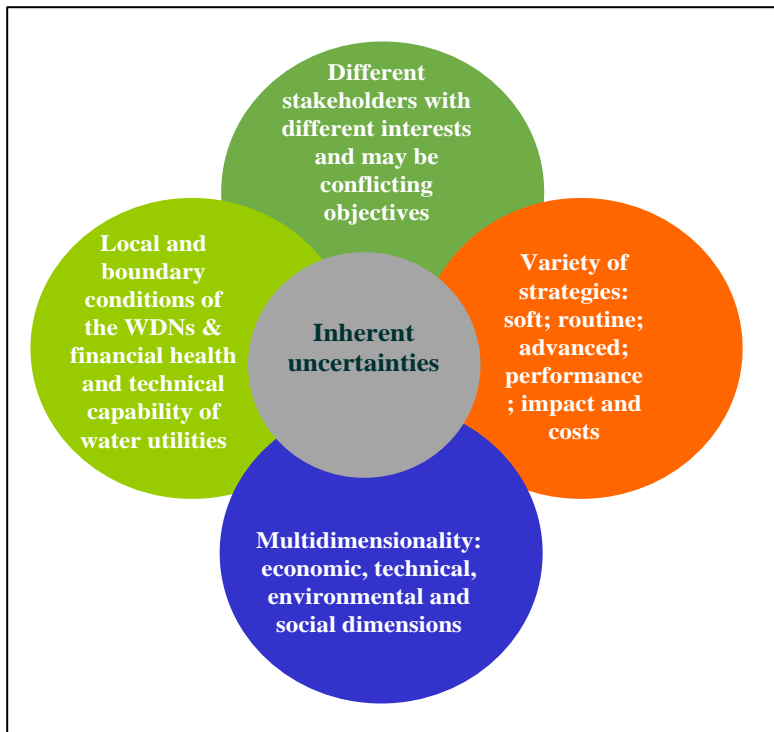 Different
stakeholders with
different interests
and may be
conflicting
objectives
Local and
boundary
conditions of
the WDNs &
financial health
and technical
capability of
water utilities
Inherent
uncertainties
Variety of
strategies:
soft; routine;
advanced;
performance
; impact and
costs
Multidimensionality:
economic, technical,
environmental and
social dimensions